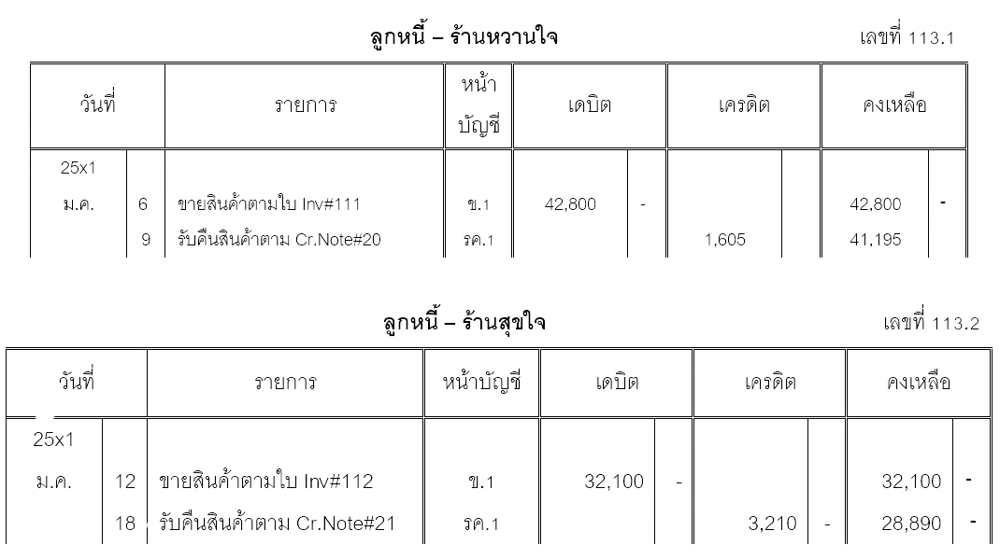 ลูกหนี้ – ร้านหวานใจ เลขที่ 113.1
วันที่ รายการ หน้าบัญชี เดบิต เครดิต คงเหลือ
25x1
ม.ค. 6 ขายสินค้าตามใบ Inv#111 ข.1 42,800 - 42,800 -
9 รับคืนสินค้าตาม Cr.Note#20 รค.1 1,605 41,195
ลูกหนี้ – ร้านสุขใจ เลขที่ 113.2
วันที่ รายการ หน้าบัญชี เดบิต เครดิต คงเหลือ
25x1
ม.ค. 12 ขายสินค้าตามใบ Inv#112 ข.1 32,100 - 32,100 -
18 รับคืนสินค้าตาม Cr.Note#21 รค.1 3,210 - 28,890 -